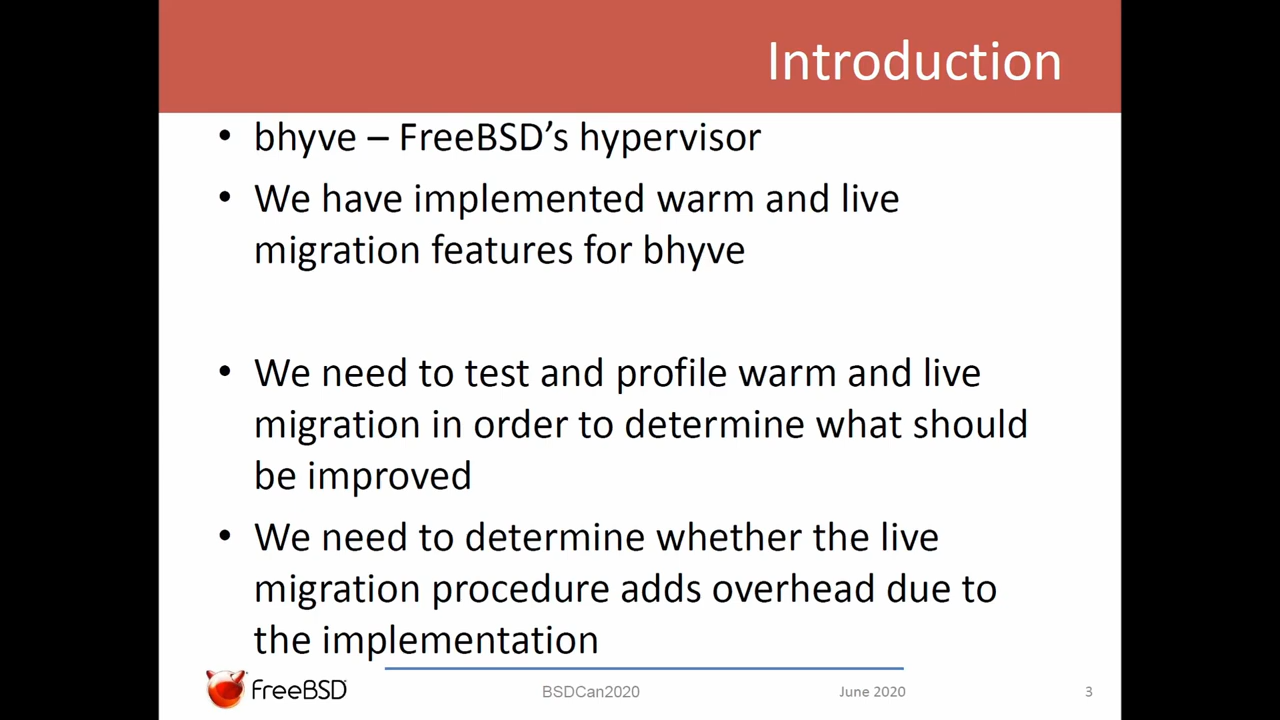 Introduction
• bhyve – FreeBSD’s hypervisor
• We have implemented warm and live
migration features for bhyve
• We need to test and profile warm and live
migration in order to determine what should
be improved
• We need to determine whether the live
migration procedure adds overhead due to
the implementation
FreeBSD
BSDCan2020
June 2020
3